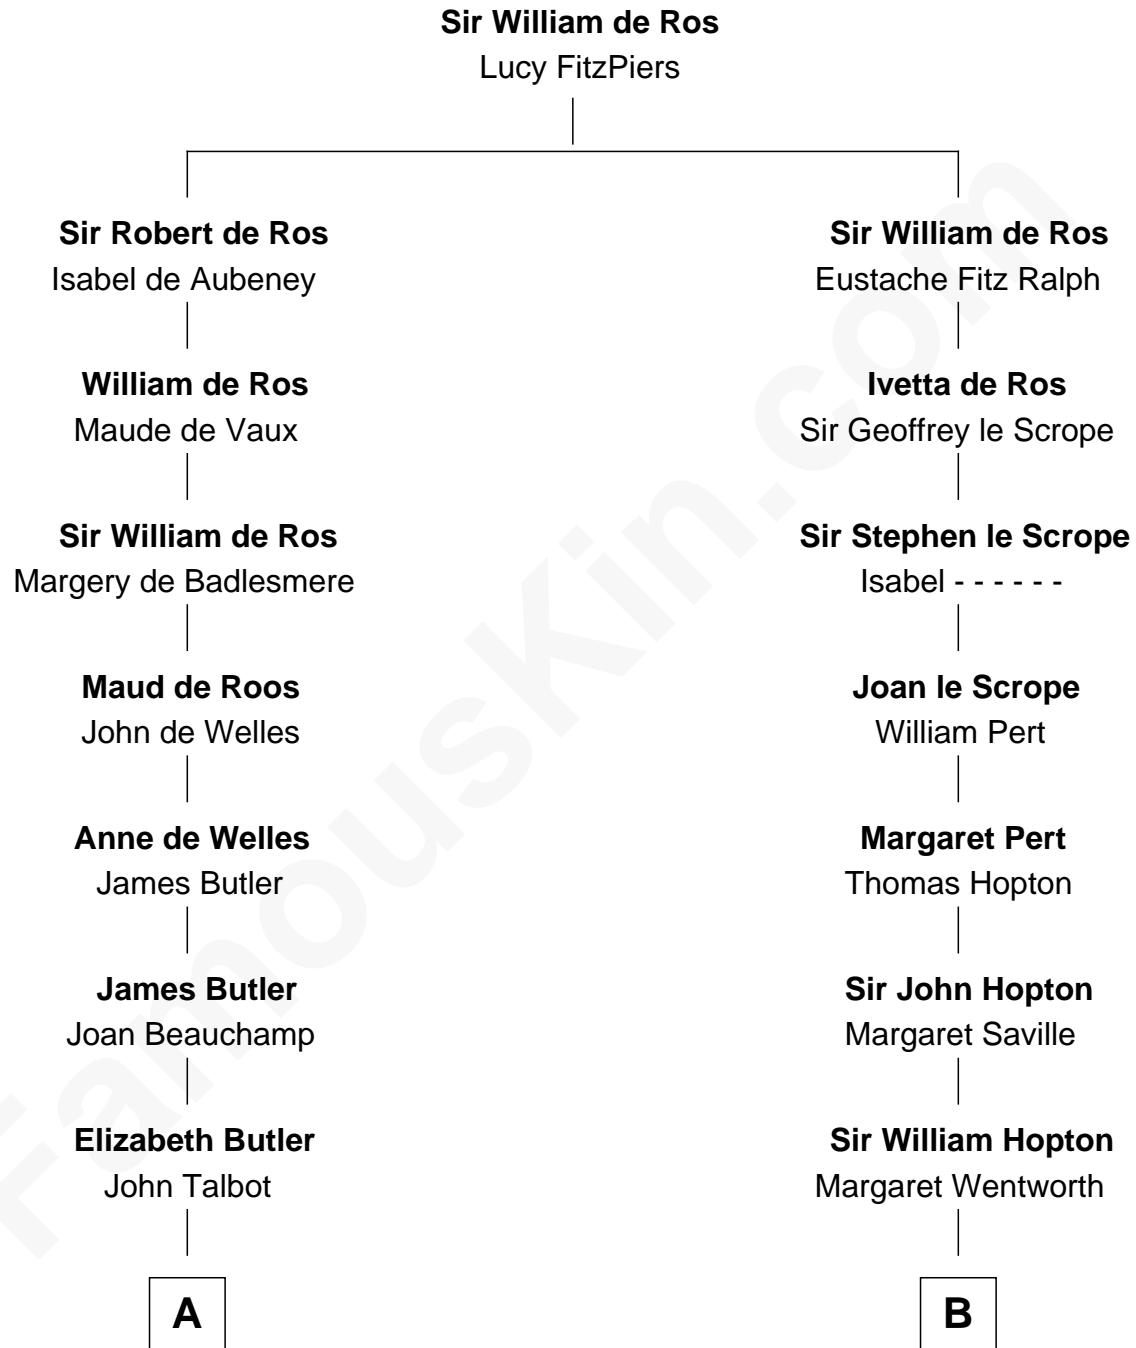 Sir William de Ros
Lucy FitzPiers
Sir Robert de Ros
Isabel de Aubeney
William de Ros
Maude de Vaux
Sir William de Ros
Margery de Badlesmere
Maud de Roos
John de Welles
Anne de Welles
James Butler
James Butler
Joan Beauchamp
Elizabeth Butler
John Talbot
A
Sir William de Ros
Eustache Fitz Ralph
Ivetta de Ros
Sir Geoffrey le Scrope
Sir Stephen le Scrope
Isabel - - - - - -
Joan le Scrope
William Pert
Margaret Pert
Thomas Hopton
Sir John Hopton
Margaret Saville
Sir William Hopton
Margaret Wentworth
B
FamousKin.com